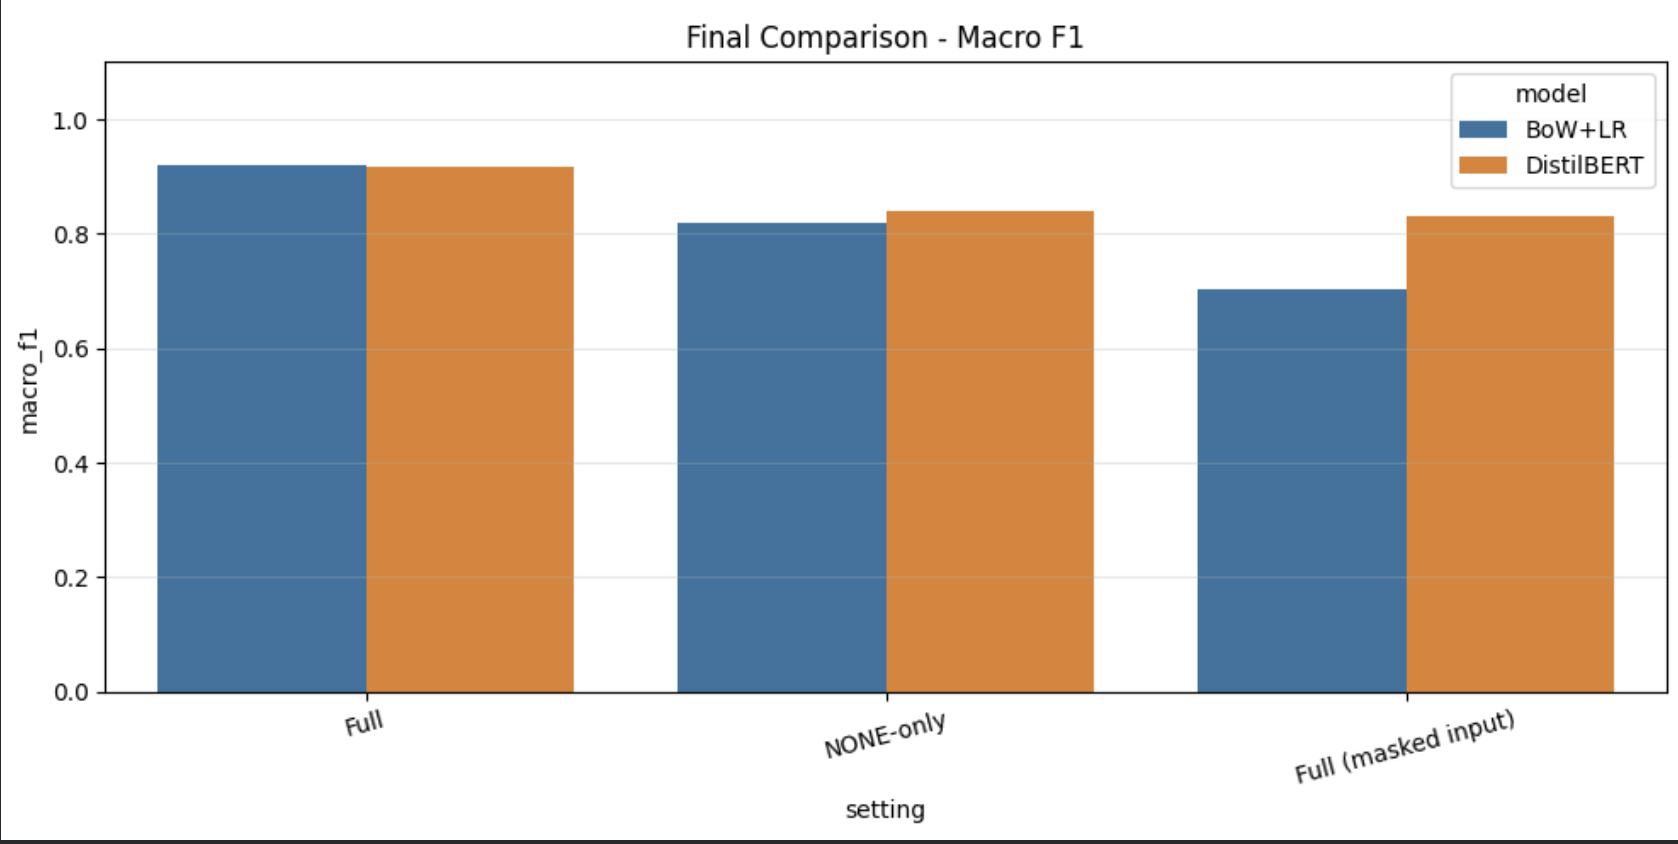 Final Comparison - Macro F1
model
BoW+LR
DistilBERT
macro_f1
1.0
0.8
0.6
0.4
0.2
0.0
Full
NONE-only
Full (masked input)
setting